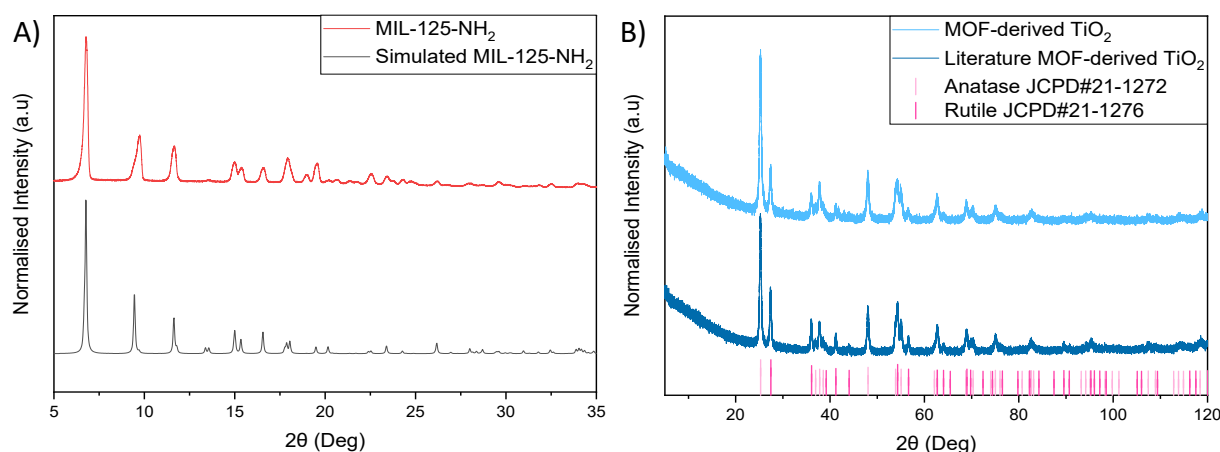 A)
MIL-125-NH₂
Simulated MIL-125-NH₂
Normalised Intensity (a.u)
5 10 15 20 25 30 35
2θ (Deg)
B)
MOF-derived TiO₂
Literature MOF-derived TiO₂
Anatase JCPD#21-1272
Rutile JCPD#21-1276
Normalised Intensity (a.u)
20 40 60 80 100 120
2θ (Deg)